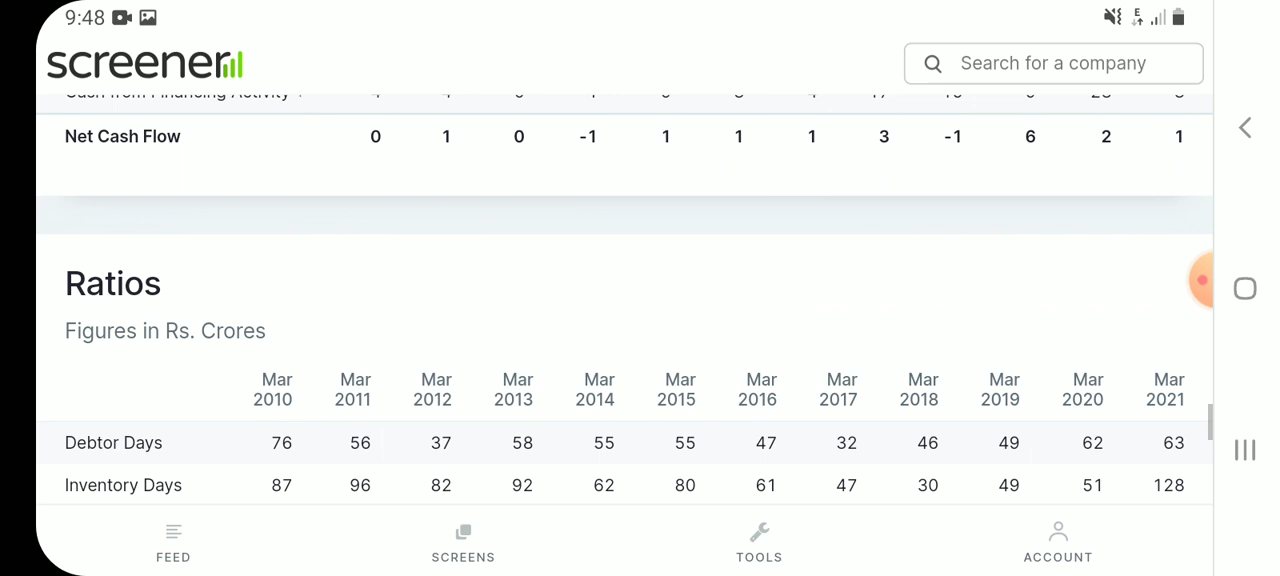 9:48
E
screener
Search for a company
Net Cash Flow 0 1 0 -1 1 1 1 3 -1 6 2 1
Ratios
Figures in Rs. Crores
Mar Mar Mar Mar Mar Mar Mar Mar Mar Mar Mar Mar
2010 2011 2012 2013 2014 2015 2016 2017 2018 2019 2020 2021
Debtor Days 76 56 37 58 55 55 47 32 46 49 62 63
Inventory Days 87 96 82 92 62 80 61 47 30 49 51 128
FEED SCREENS TOOLS ACCOUNT